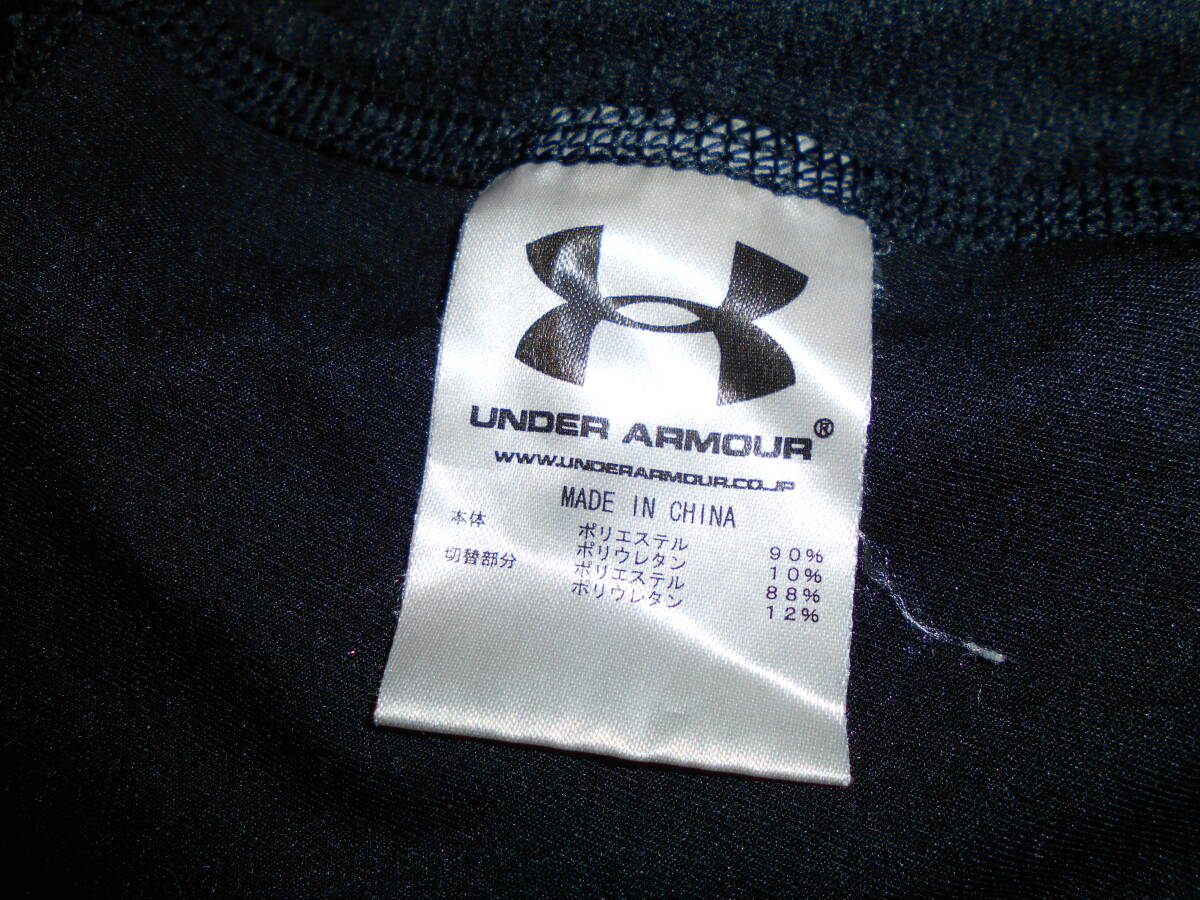 UNDER ARMOUR®
WWW.UNDERARMOUR.CO.JP
MADE IN CHINA
本体 ポリエステル 90%
ポリウレタン 10%
切替部分 ポリエステル 88%
ポリウレタン 12%